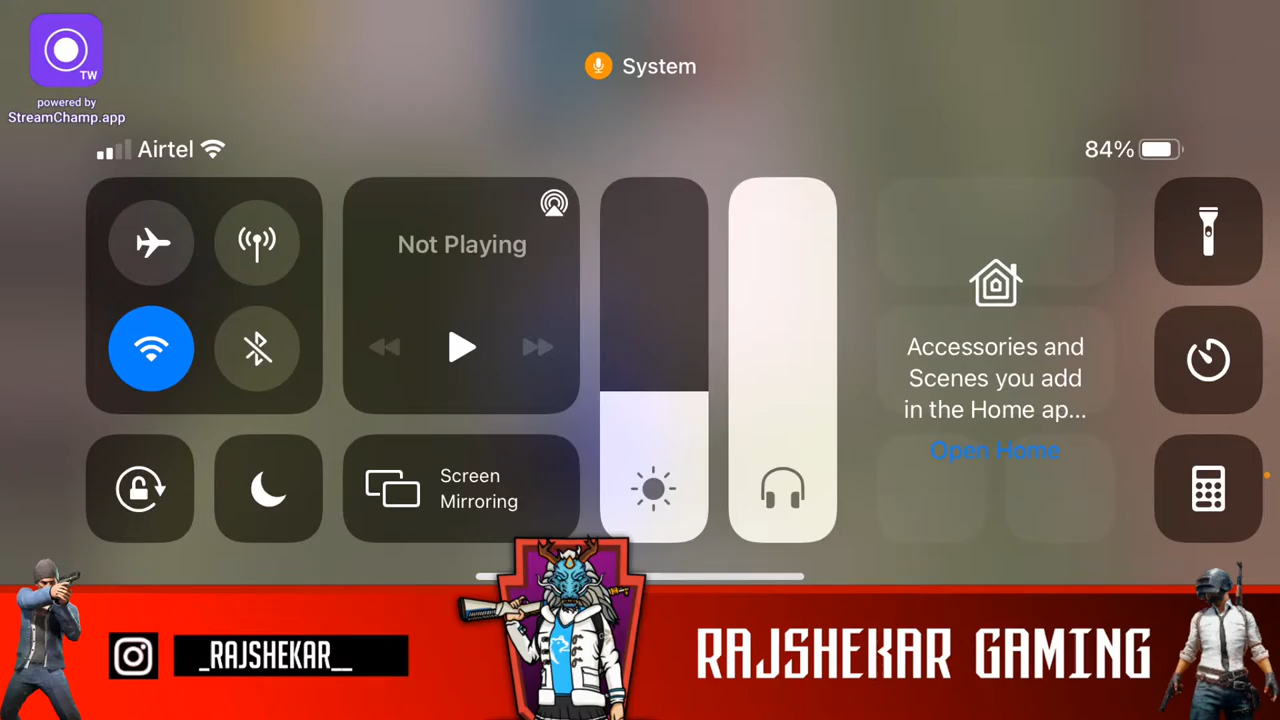 TW
powered by
StreamChamp.app
System
Airtel
84%
Not Playing
Accessories and
Scenes you add
in the Home ap...
Open Home
Screen
Mirroring
_RAJSHEKAR__
RAJSHEKAR GAMING